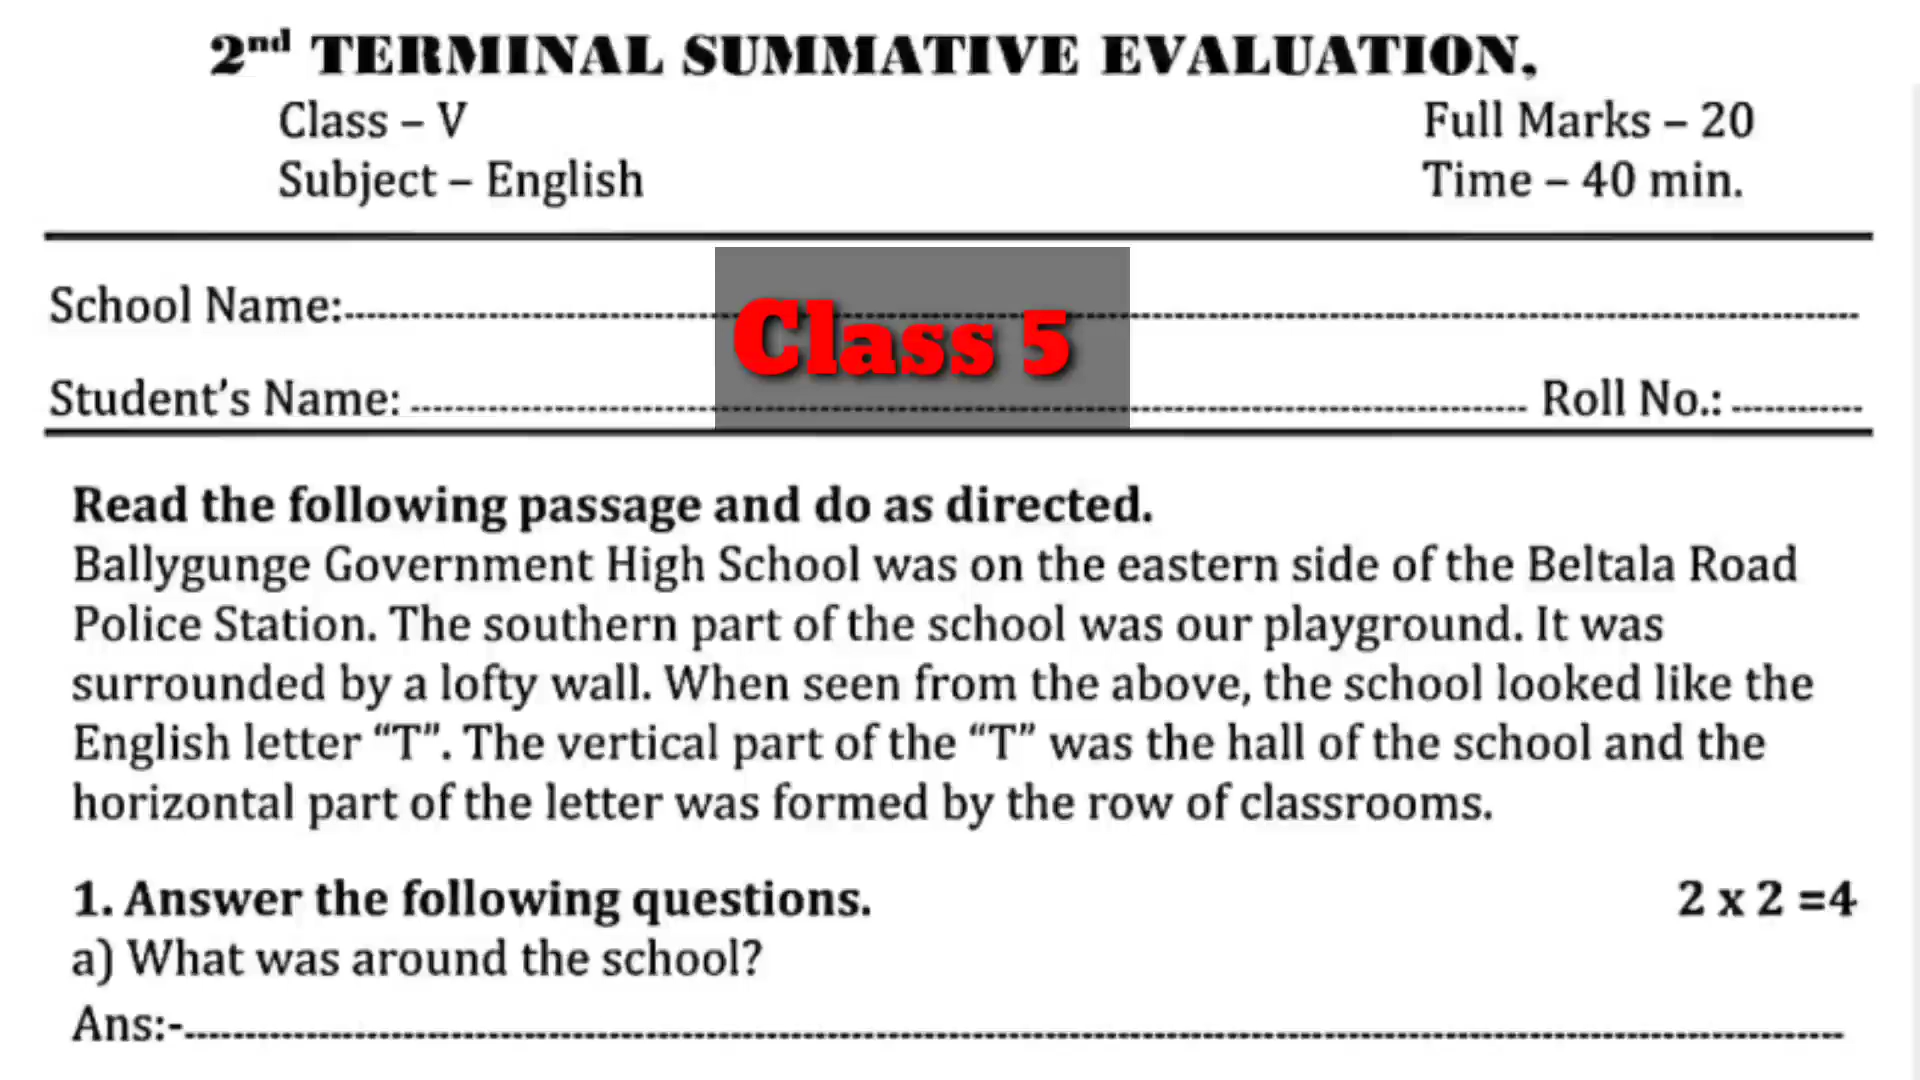 2nd TERMINAL SUMMATIVE EVALUATION,
Class – V Full Marks – 20
Subject – English Time – 40 min.
School Name:
Class 5
Student’s Name: Roll No.:
Read the following passage and do as directed.
Ballygunge Government High School was on the eastern side of the Beltala Road
Police Station. The southern part of the school was our playground. It was
surrounded by a lofty wall. When seen from the above, the school looked like the
English letter “T”. The vertical part of the “T” was the hall of the school and the
horizontal part of the letter was formed by the row of classrooms.
1. Answer the following questions. 2 x 2 =4
a) What was around the school?
Ans:-